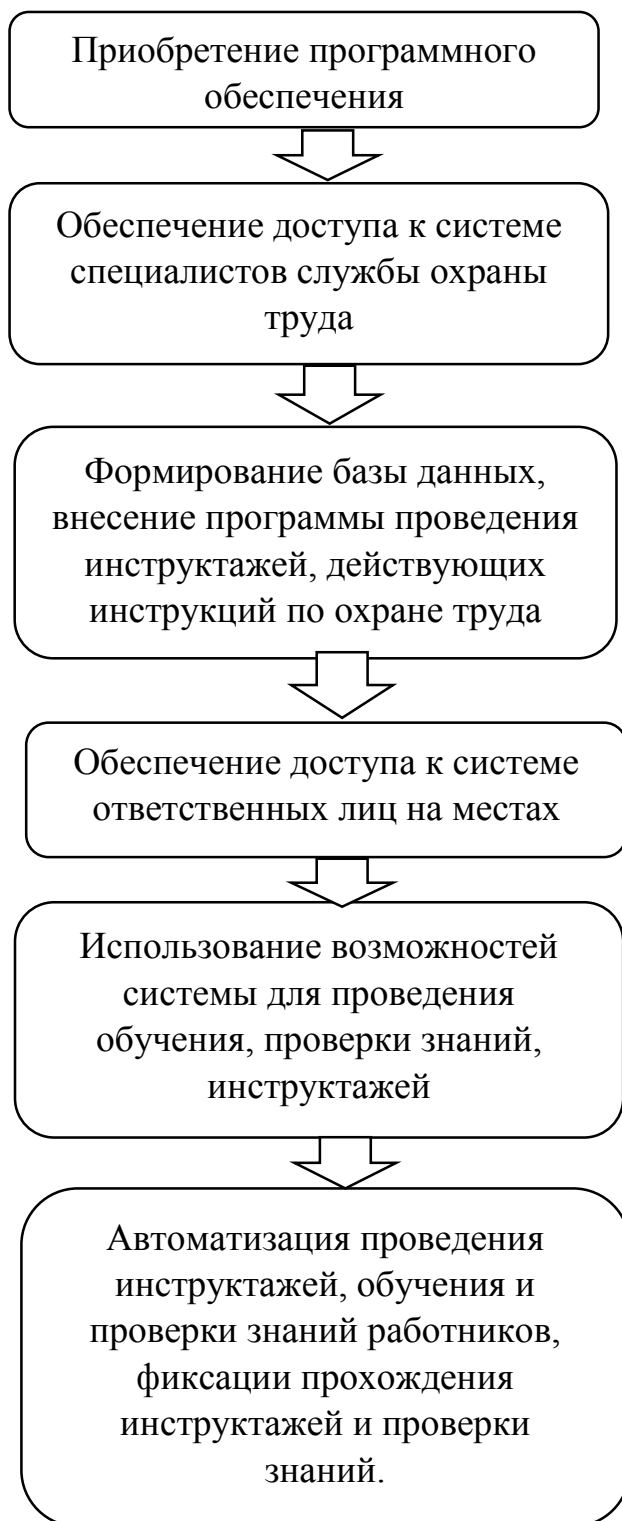 Приобретение программного
обеспечения
Обеспечение доступа к системе
специалистов службы охраны
труда
Формирование базы данных,
внесение программы проведения
инструктажей, действующих
инструкций по охране труда
Обеспечение доступа к системе
ответственных лиц на местах
Использование возможностей
системы для проведения
обучения, проверки знаний,
инструктажей
Автоматизация проведения
инструктажей, обучения и
проверки знаний работников,
фиксации прохождения
инструктажей и проверки
знаний.